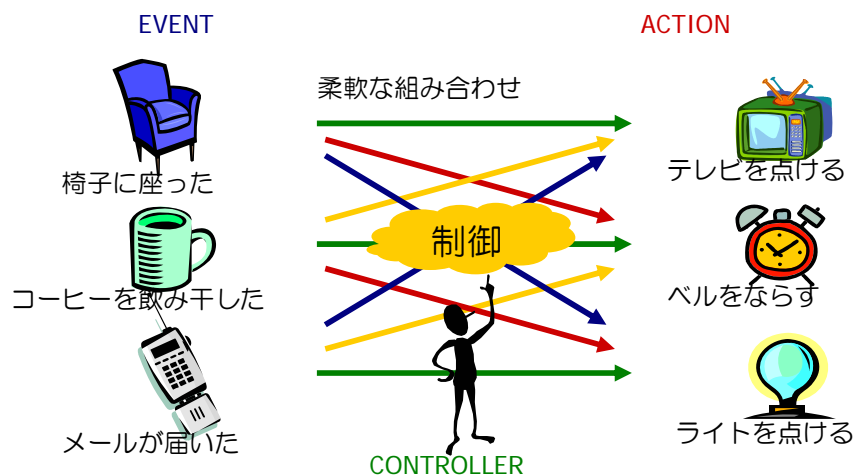 EVENT
ACTION
柔軟な組み合わせ
椅子に座った
テレビを点ける
制御
コーヒーを飲み干した
ベルをならす
メールが届いた
ライトを点ける
CONTROLLER